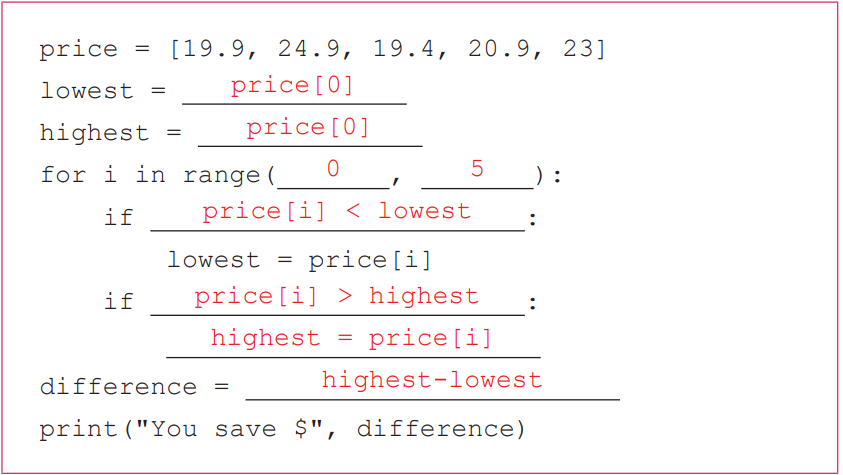 price = [19.9, 24.9, 19.4, 20.9, 23]
lowest = price[0]
highest = price[0]
for i in range(0, 5):
    if price[i] < lowest:
        lowest = price[i]
    if price[i] > highest:
        highest = price[i]
difference = highest-lowest
print("You save $", difference)